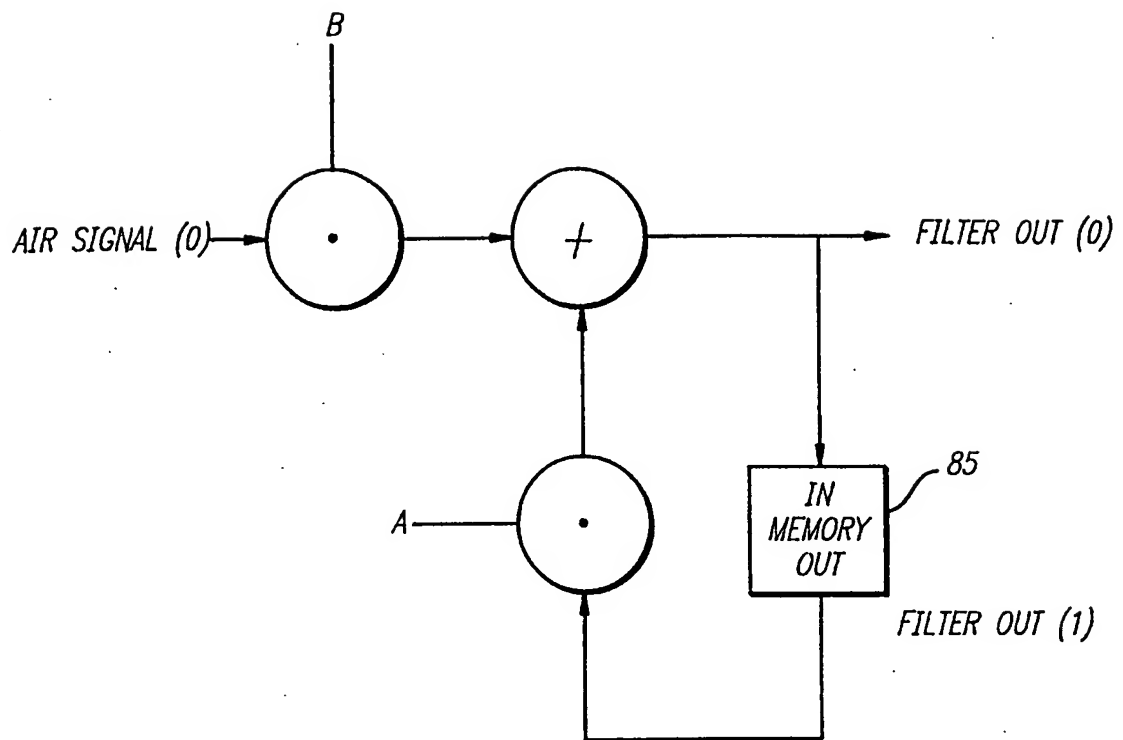 B
AIR SIGNAL (0)
+
FILTER OUT (0)
85
IN
MEMORY
OUT
A
FILTER OUT (1)